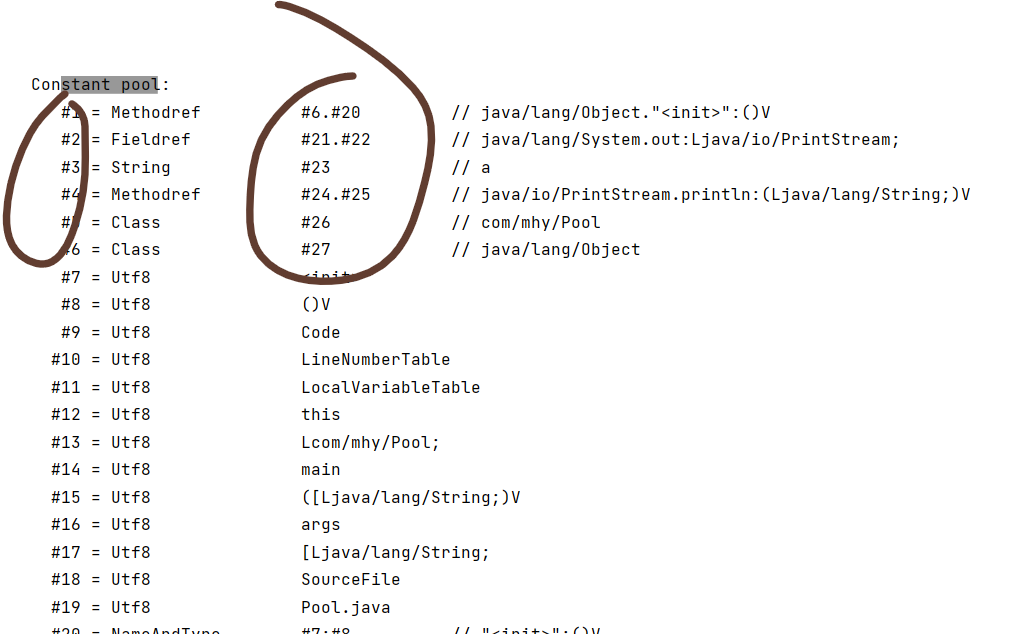 Constant pool:
#1 = Methodref #6.#20 // java/lang/Object."<init>":()V
#2 = Fieldref #21.#22 // java/lang/System.out:Ljava/io/PrintStream;
#3 = String #23 // a
#4 = Methodref #24.#25 // java/io/PrintStream.println:(Ljava/lang/String;)V
#5 = Class #26 // com/mhy/Pool
#6 = Class #27 // java/lang/Object
#7 = Utf8 <init>
#8 = Utf8 ()V
#9 = Utf8 Code
#10 = Utf8 LineNumberTable
#11 = Utf8 LocalVariableTable
#12 = Utf8 this
#13 = Utf8 Lcom/mhy/Pool;
#14 = Utf8 main
#15 = Utf8 ([Ljava/lang/String;)V
#16 = Utf8 args
#17 = Utf8 [Ljava/lang/String;
#18 = Utf8 SourceFile
#19 = Utf8 Pool.java
#20 = NameAndType #7:#8 // "<init>":()V